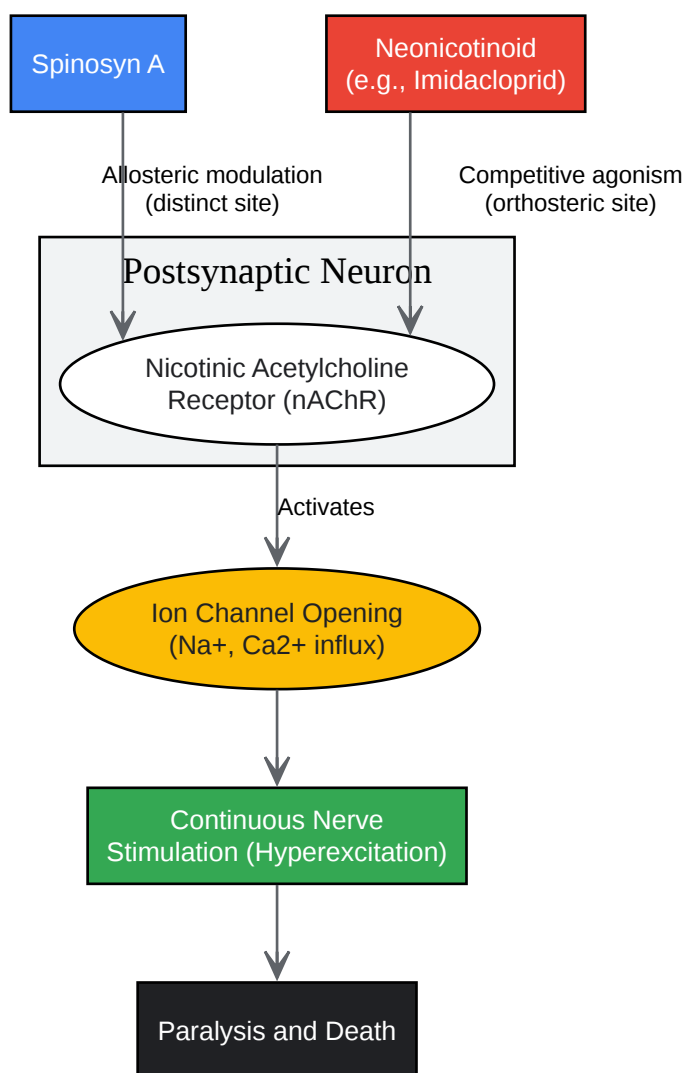 Spinosyn A
Neonicotinoid
(e.g., Imidacloprid)
Allosteric modulation
(distinct site)
Competitive agonism
(orthosteric site)
Postsynaptic Neuron
Nicotinic Acetylcholine
Receptor (nAChR)
Activates
Ion Channel Opening
(Na+, Ca2+ influx)
Continuous Nerve
Stimulation (Hyperexcitation)
Paralysis and Death